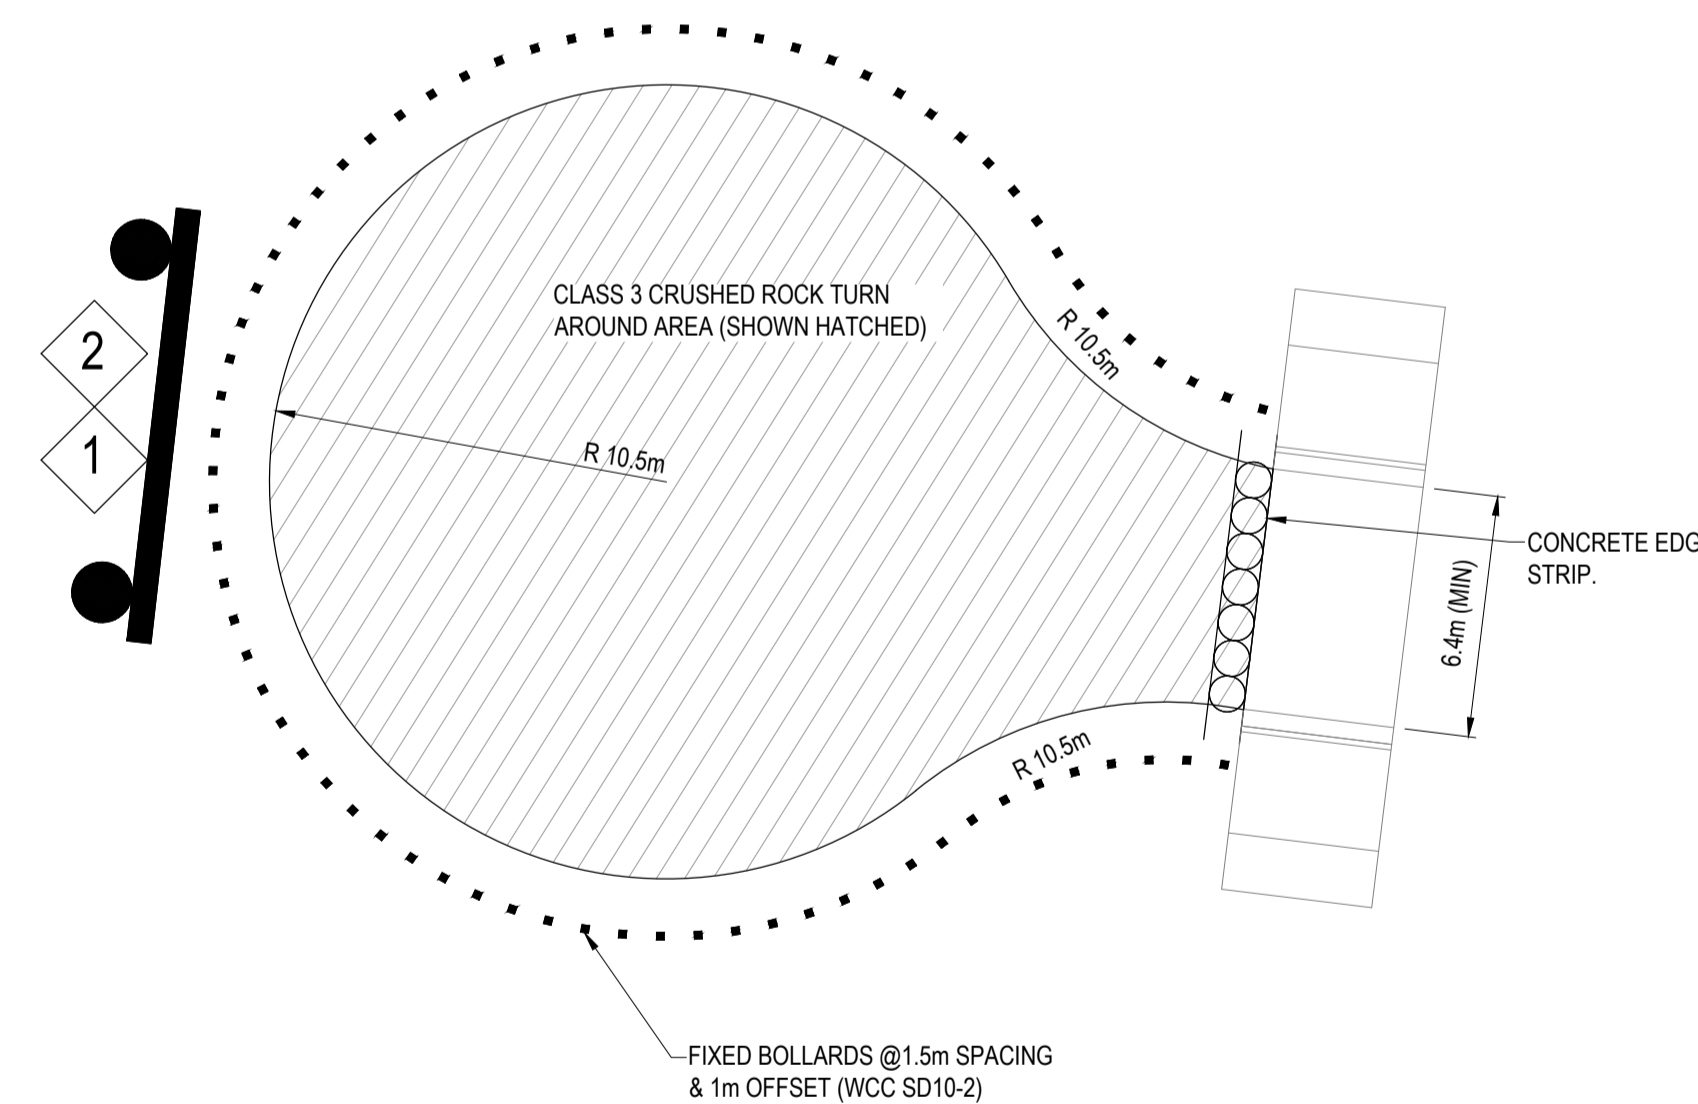 CLASS 3 CRUSHED ROCK TURN
AROUND AREA (SHOWN HATCHED)
R 10.5m
2
1
R 10.5m
CONCRETE EDG
STRIP.
6.4m (MIN)
R 10.5m
FIXED BOLLARDS @1.5m SPACING
& 1m OFFSET (WCC SD10-2)